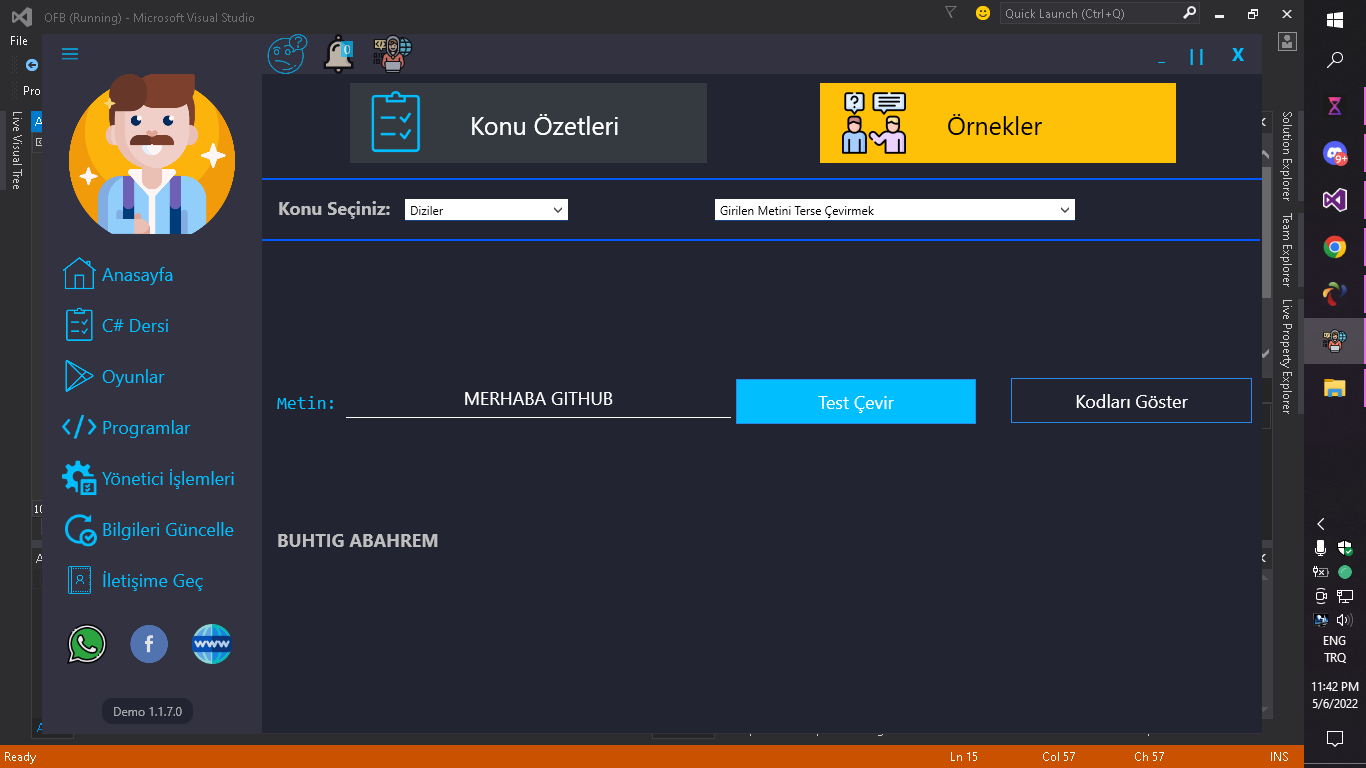 OFB (Running) - Microsoft Visual Studio
Quick Launch (Ctrl+Q)
File
Pro
Live Visual Tree
0
_ || X
Konu Özetleri
Örnekler
Konu Seçiniz:
Diziler
Girilen Metini Terse Çevirmek
Anasayfa
C# Dersi
Oyunlar
Programlar
Yönetici İşlemleri
Bilgileri Güncelle
İletişime Geç
www
Demo 1.1.7.0
Metin:
MERHABA GITHUB
Test Çevir
Kodları Göster
BUHTIG ABAHREM
Solution Explorer
Team Explorer
Live Property Explorer
9+
ENG
TRQ
11:42 PM
5/6/2022
Ready
Ln 15
Col 57
Ch 57
INS